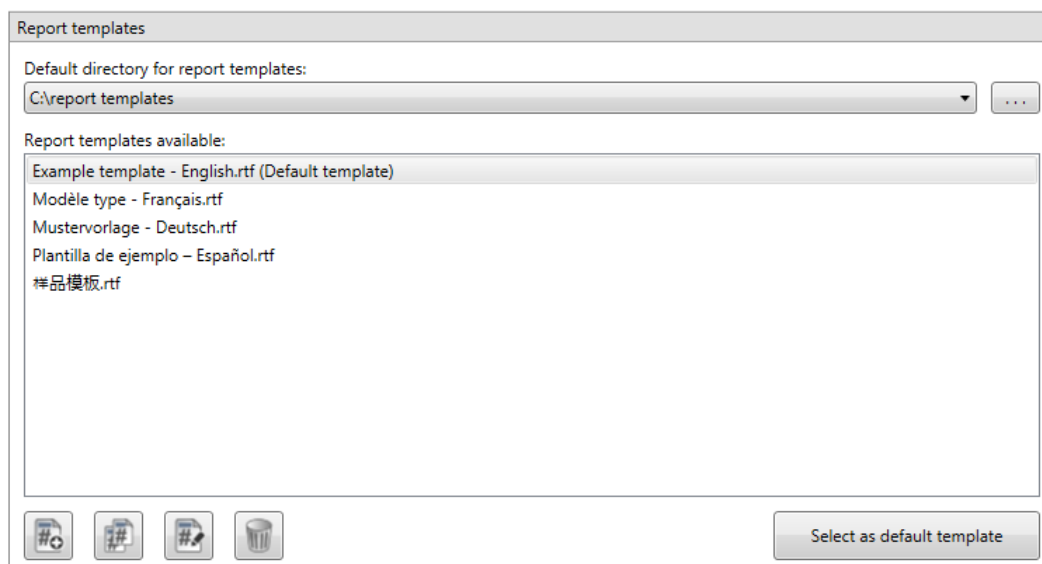 Report templates
Default directory for report templates:
C:\report templates
...
Report templates available:
Example template - English.rtf (Default template)
Modèle type - Français.rtf
Mustervorlage - Deutsch.rtf
Plantilla de ejemplo – Español.rtf
样品模板.rtf
# # # Select as default template